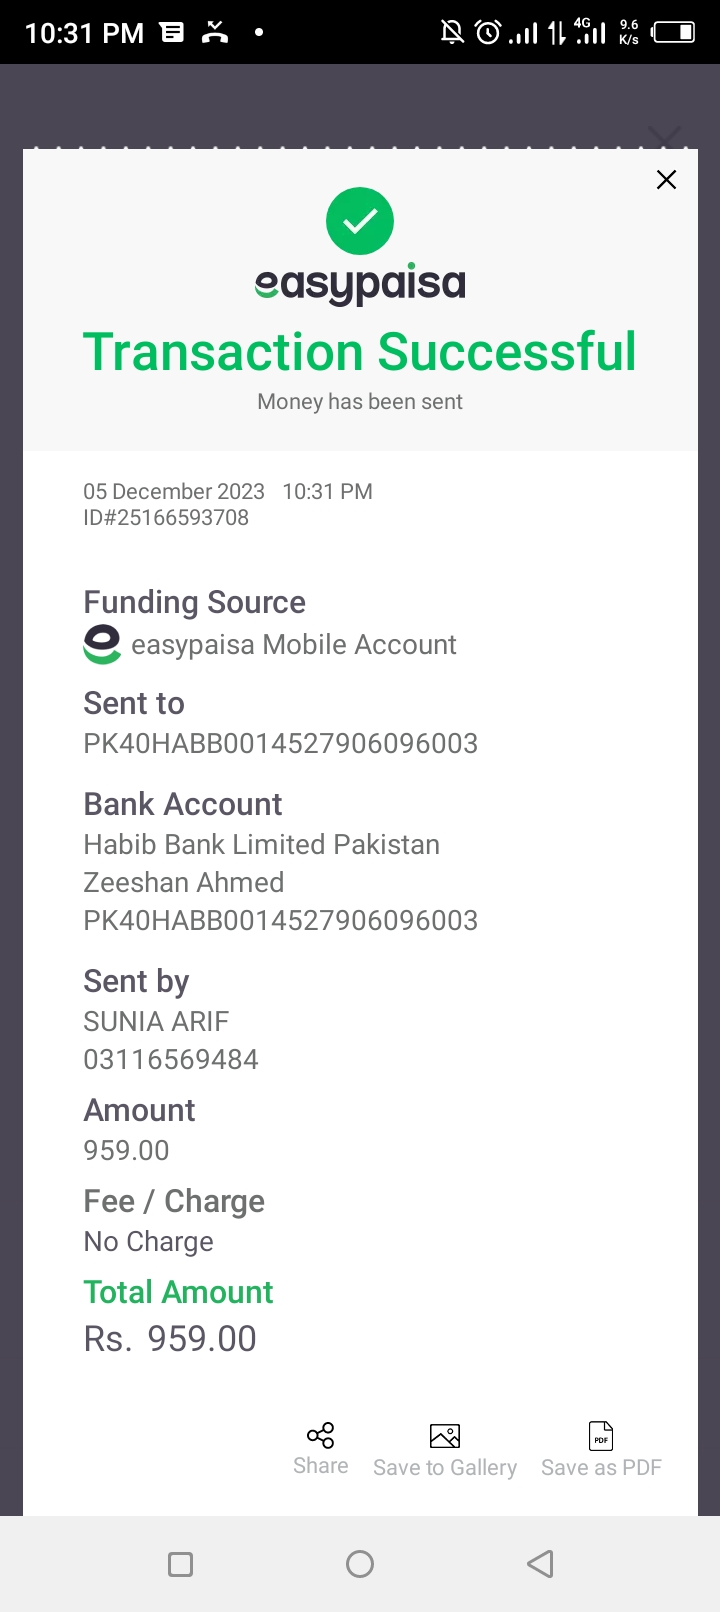 10:31 PM
4G
9.6
K/s
easypaisa
Transaction Successful
Money has been sent
05 December 2023 10:31 PM
ID#25166593708
Funding Source
easypaisa Mobile Account
Sent to
PK40HABB0014527906096003
Bank Account
Habib Bank Limited Pakistan
Zeeshan Ahmed
PK40HABB0014527906096003
Sent by
SUNIA ARIF
03116569484
Amount
959.00
Fee / Charge
No Charge
Total Amount
Rs. 959.00
PDF
Share Save to Gallery Save as PDF